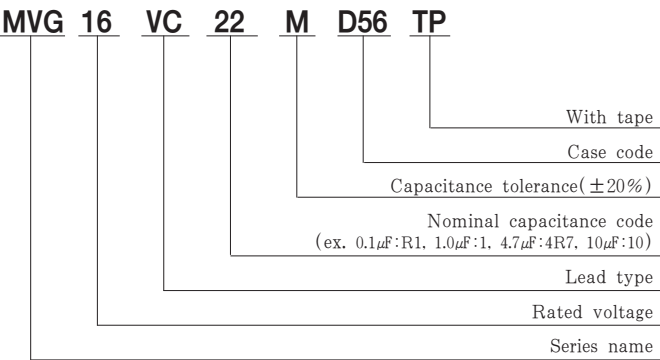 MVG 16 VC 22 M D56 TP
With tape
Case code
Capacitance tolerance(±20%)
Nominal capacitance code
(ex. 0.1μF:R1, 1.0μF:1, 4.7μF:4R7, 10μF:10)
Lead type
Rated voltage
Series name